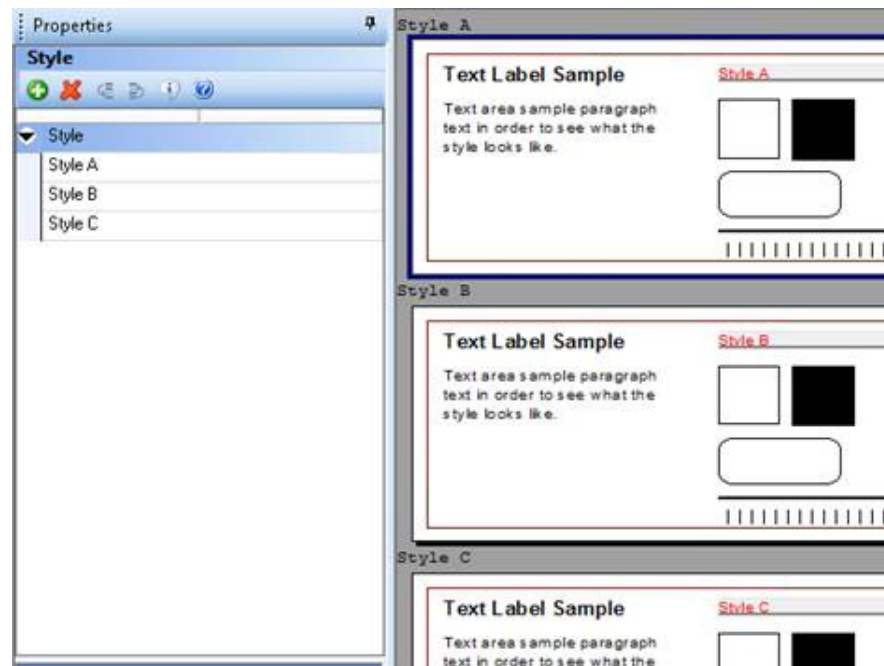 Properties
Style
Style
Style A
Style B
Style C
Style A
Text Label Sample
Style A
Text area sample paragraph
text in order to see what the
style looks like.
Style B
Text Label Sample
Style B
Text area sample paragraph
text in order to see what the
style looks like.
Style C
Text Label Sample
Style C
Text area sample paragraph
text in order to see what the